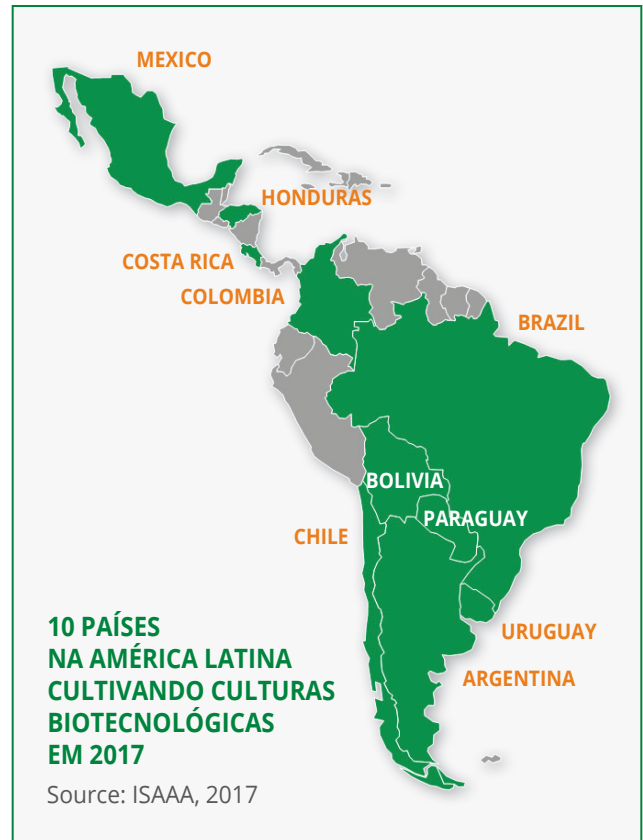 MEXICO
HONDURAS
COSTA RICA
COLOMBIA
BRAZIL
BOLIVIA
PARAGUAY
CHILE
URUGUAY
ARGENTINA
10 PAÍSES
NA AMÉRICA LATINA
CULTIVANDO CULTURAS
BIOTECNOLÓGICAS
EM 2017
Source: ISAAA, 2017